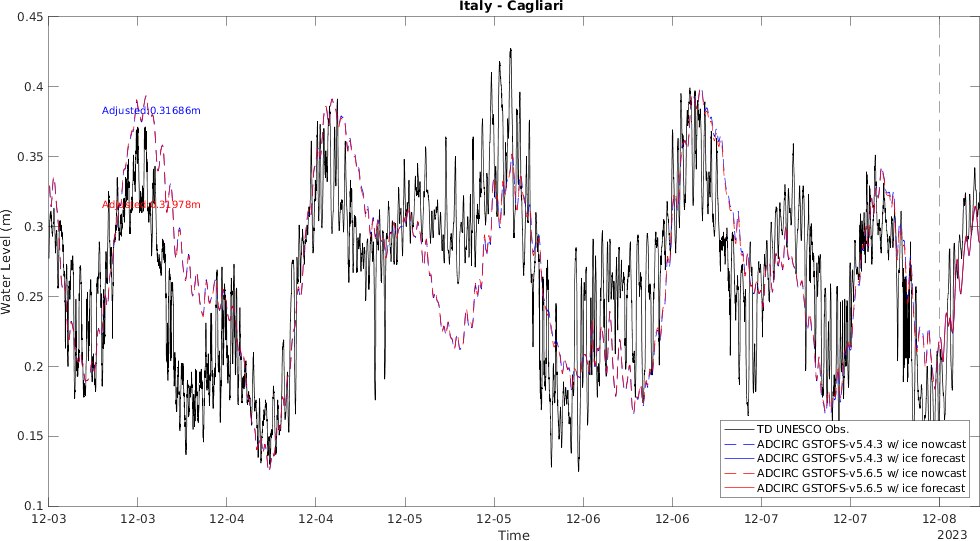 Italy - Cagliari
0.45
0.4
0.35
0.3
0.25
0.2
0.15
0.1
Water Level (m)
Adjusted:0.31686m
Adjusted:0.31978m
TD UNESCO Obs.
ADCIRC GSTOFS-v5.4.3 w/ ice nowcast
ADCIRC GSTOFS-v5.4.3 w/ ice forecast
ADCIRC GSTOFS-v5.6.5 w/ ice nowcast
ADCIRC GSTOFS-v5.6.5 w/ ice forecast
12-03 12-03 12-04 12-04 12-05 12-05 12-06 12-06 12-07 12-07 12-08
Time
2023